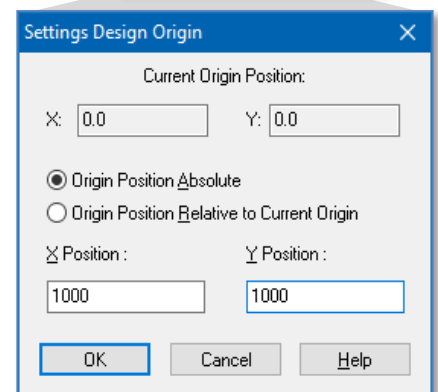 Settings Design Origin
Current Origin Position:
X: 0.0 Y: 0.0
Origin Position Absolute
Origin Position Relative to Current Origin
X Position : Y Position :
1000 1000
OK Cancel Help